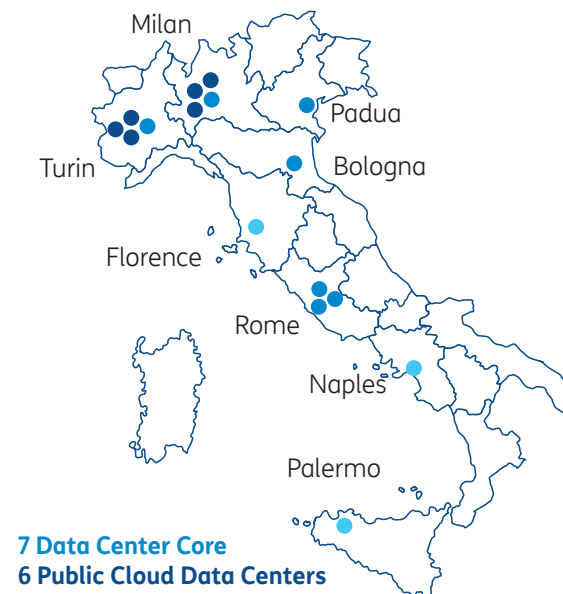 Milan
Padua
Turin
Bologna
Florence
Rome
Naples
Palermo
7 Data Center Core
6 Public Cloud Data Centers